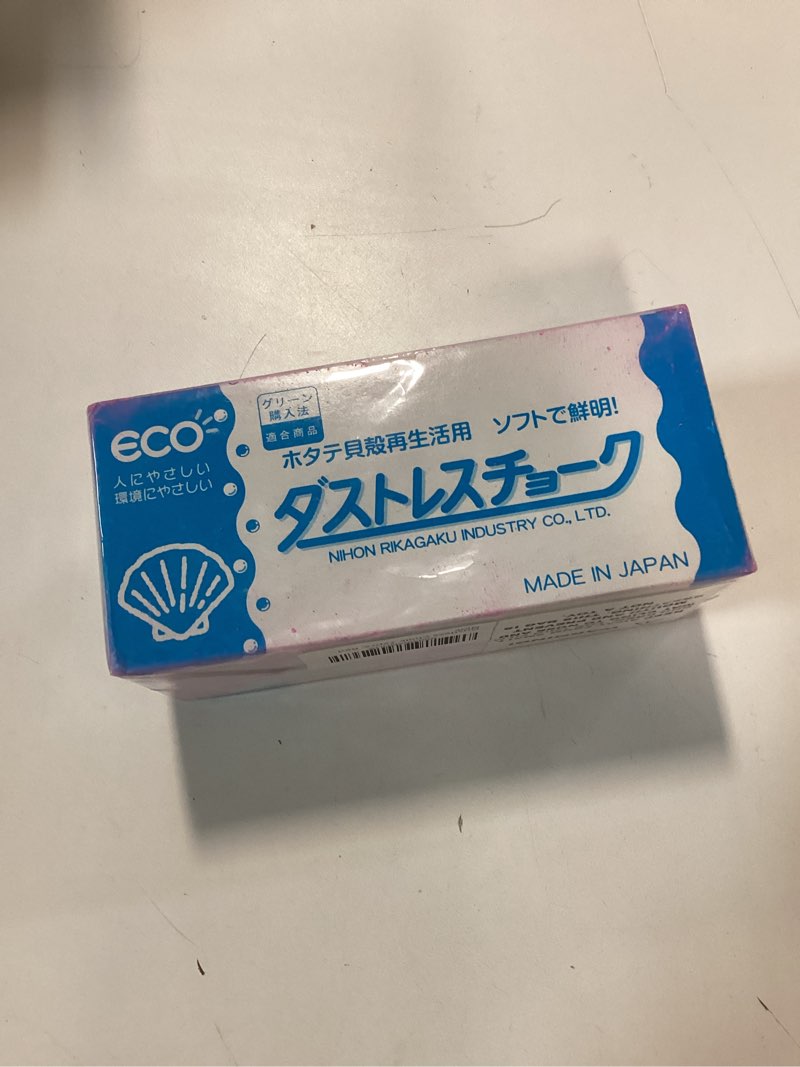 eco
人にやさしい
環境にやさしい
グリーン
購入法
適合商品
ホタテ貝殻再生活用 ソフトで鮮明!
ダストレスチョーク
NIHON RIKAGAKU INDUSTRY CO., LTD.
MADE IN JAPAN